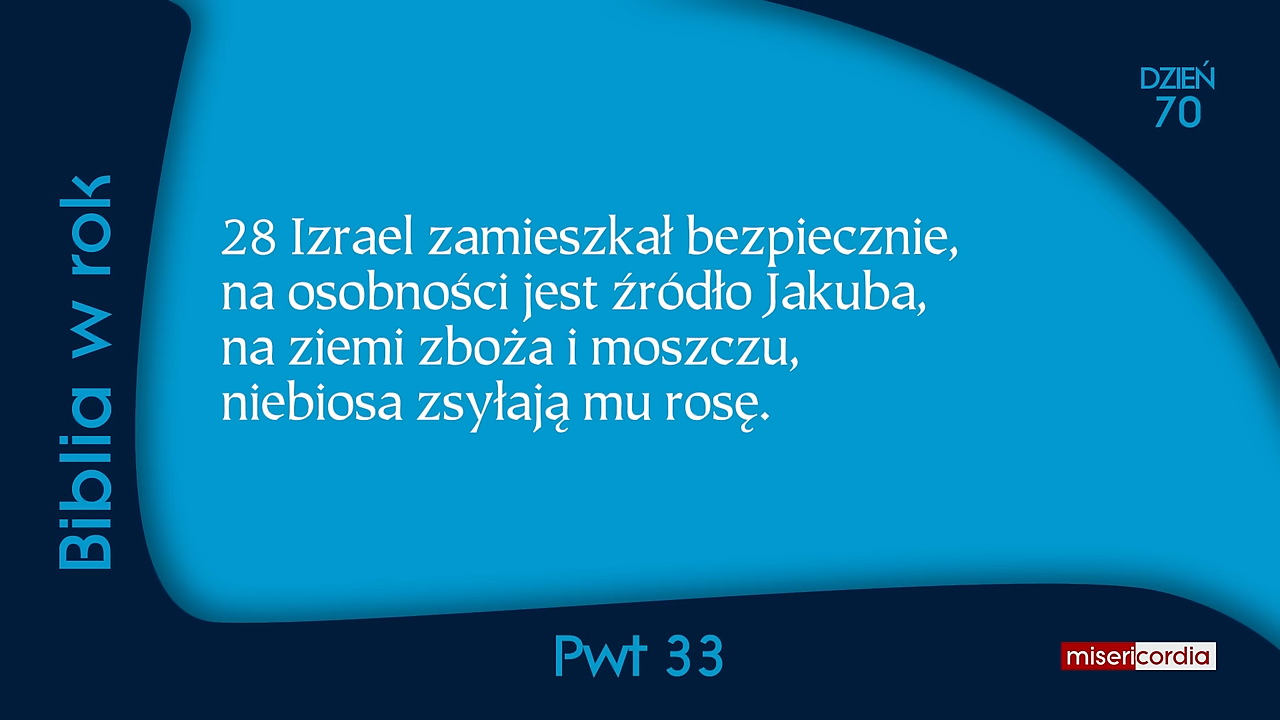 DZIEŃ
70
Biblia w rok
28 Izrael zamieszkał bezpiecznie,
na osobności jest źródło Jakuba,
na ziemi zboża i moszczu,
niebiosa zsyłają mu rosę.
Pwt 33
misericordia